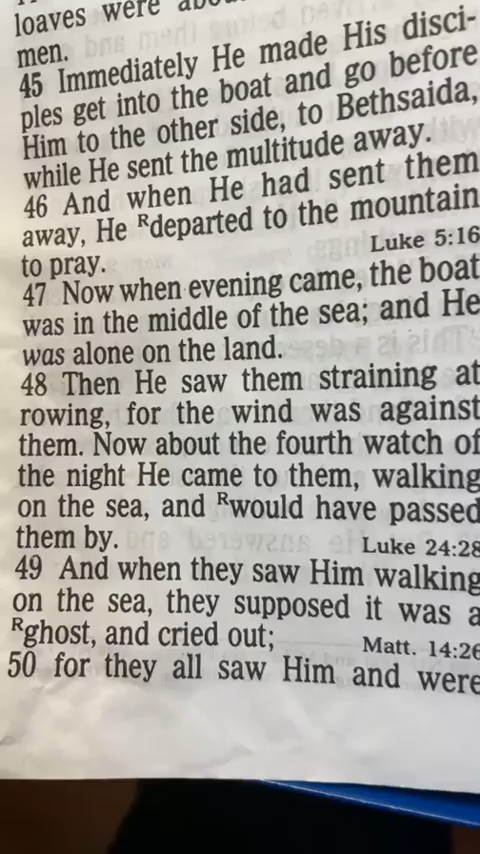 loaves were
men.
45 Immediately He made His disci-
ples get into the boat and go before
Him to the other side, to Bethsaida,
while He sent the multitude away.
46 And when He had sent them
away, He Rdeparted to the mountain
to pray. Luke 5:16
47 Now when evening came, the boat
was in the middle of the sea; and He
was alone on the land.
48 Then He saw them straining at
rowing, for the wind was against
them. Now about the fourth watch of
the night He came to them, walking
on the sea, and Rwould have passed
them by. Luke 24:28
49 And when they saw Him walking
on the sea, they supposed it was a
Rghost, and cried out; Matt. 14:26
50 for they all saw Him and were